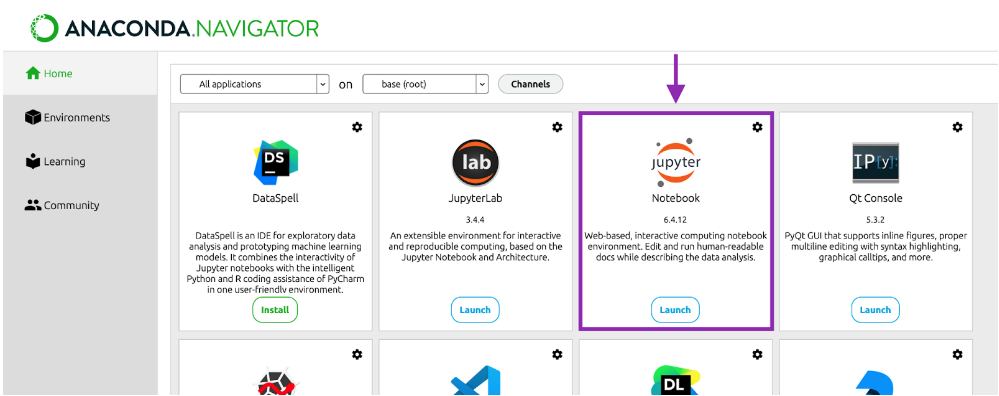 ANACONDA.NAVIGATOR
Home
Environments
Learning
Community
All applications on base (root) Channels
DS
DataSpell
DataSpell is an IDE for exploratory data
analysis and prototyping machine learning
models. It combines the interactivity of
Jupyter notebooks with the intelligent
Python and R coding assistance of PyCharm
in one user-friendly environment.
Install
lab
JupyterLab
3.4.4
An extensible environment for interactive
and reproducible computing, based on the
Jupyter Notebook and Architecture.
Launch
jupyter
Notebook
6.4.12
Web-based, interactive computing notebook
environment. Edit and run human-readable
docs while describing the data analysis.
Launch
IP[y]
Qt Console
5.3.2
PyQt GUI that supports inline figures, proper
multiline editing with syntax highlighting,
graphical calltips, and more.
Launch
DL